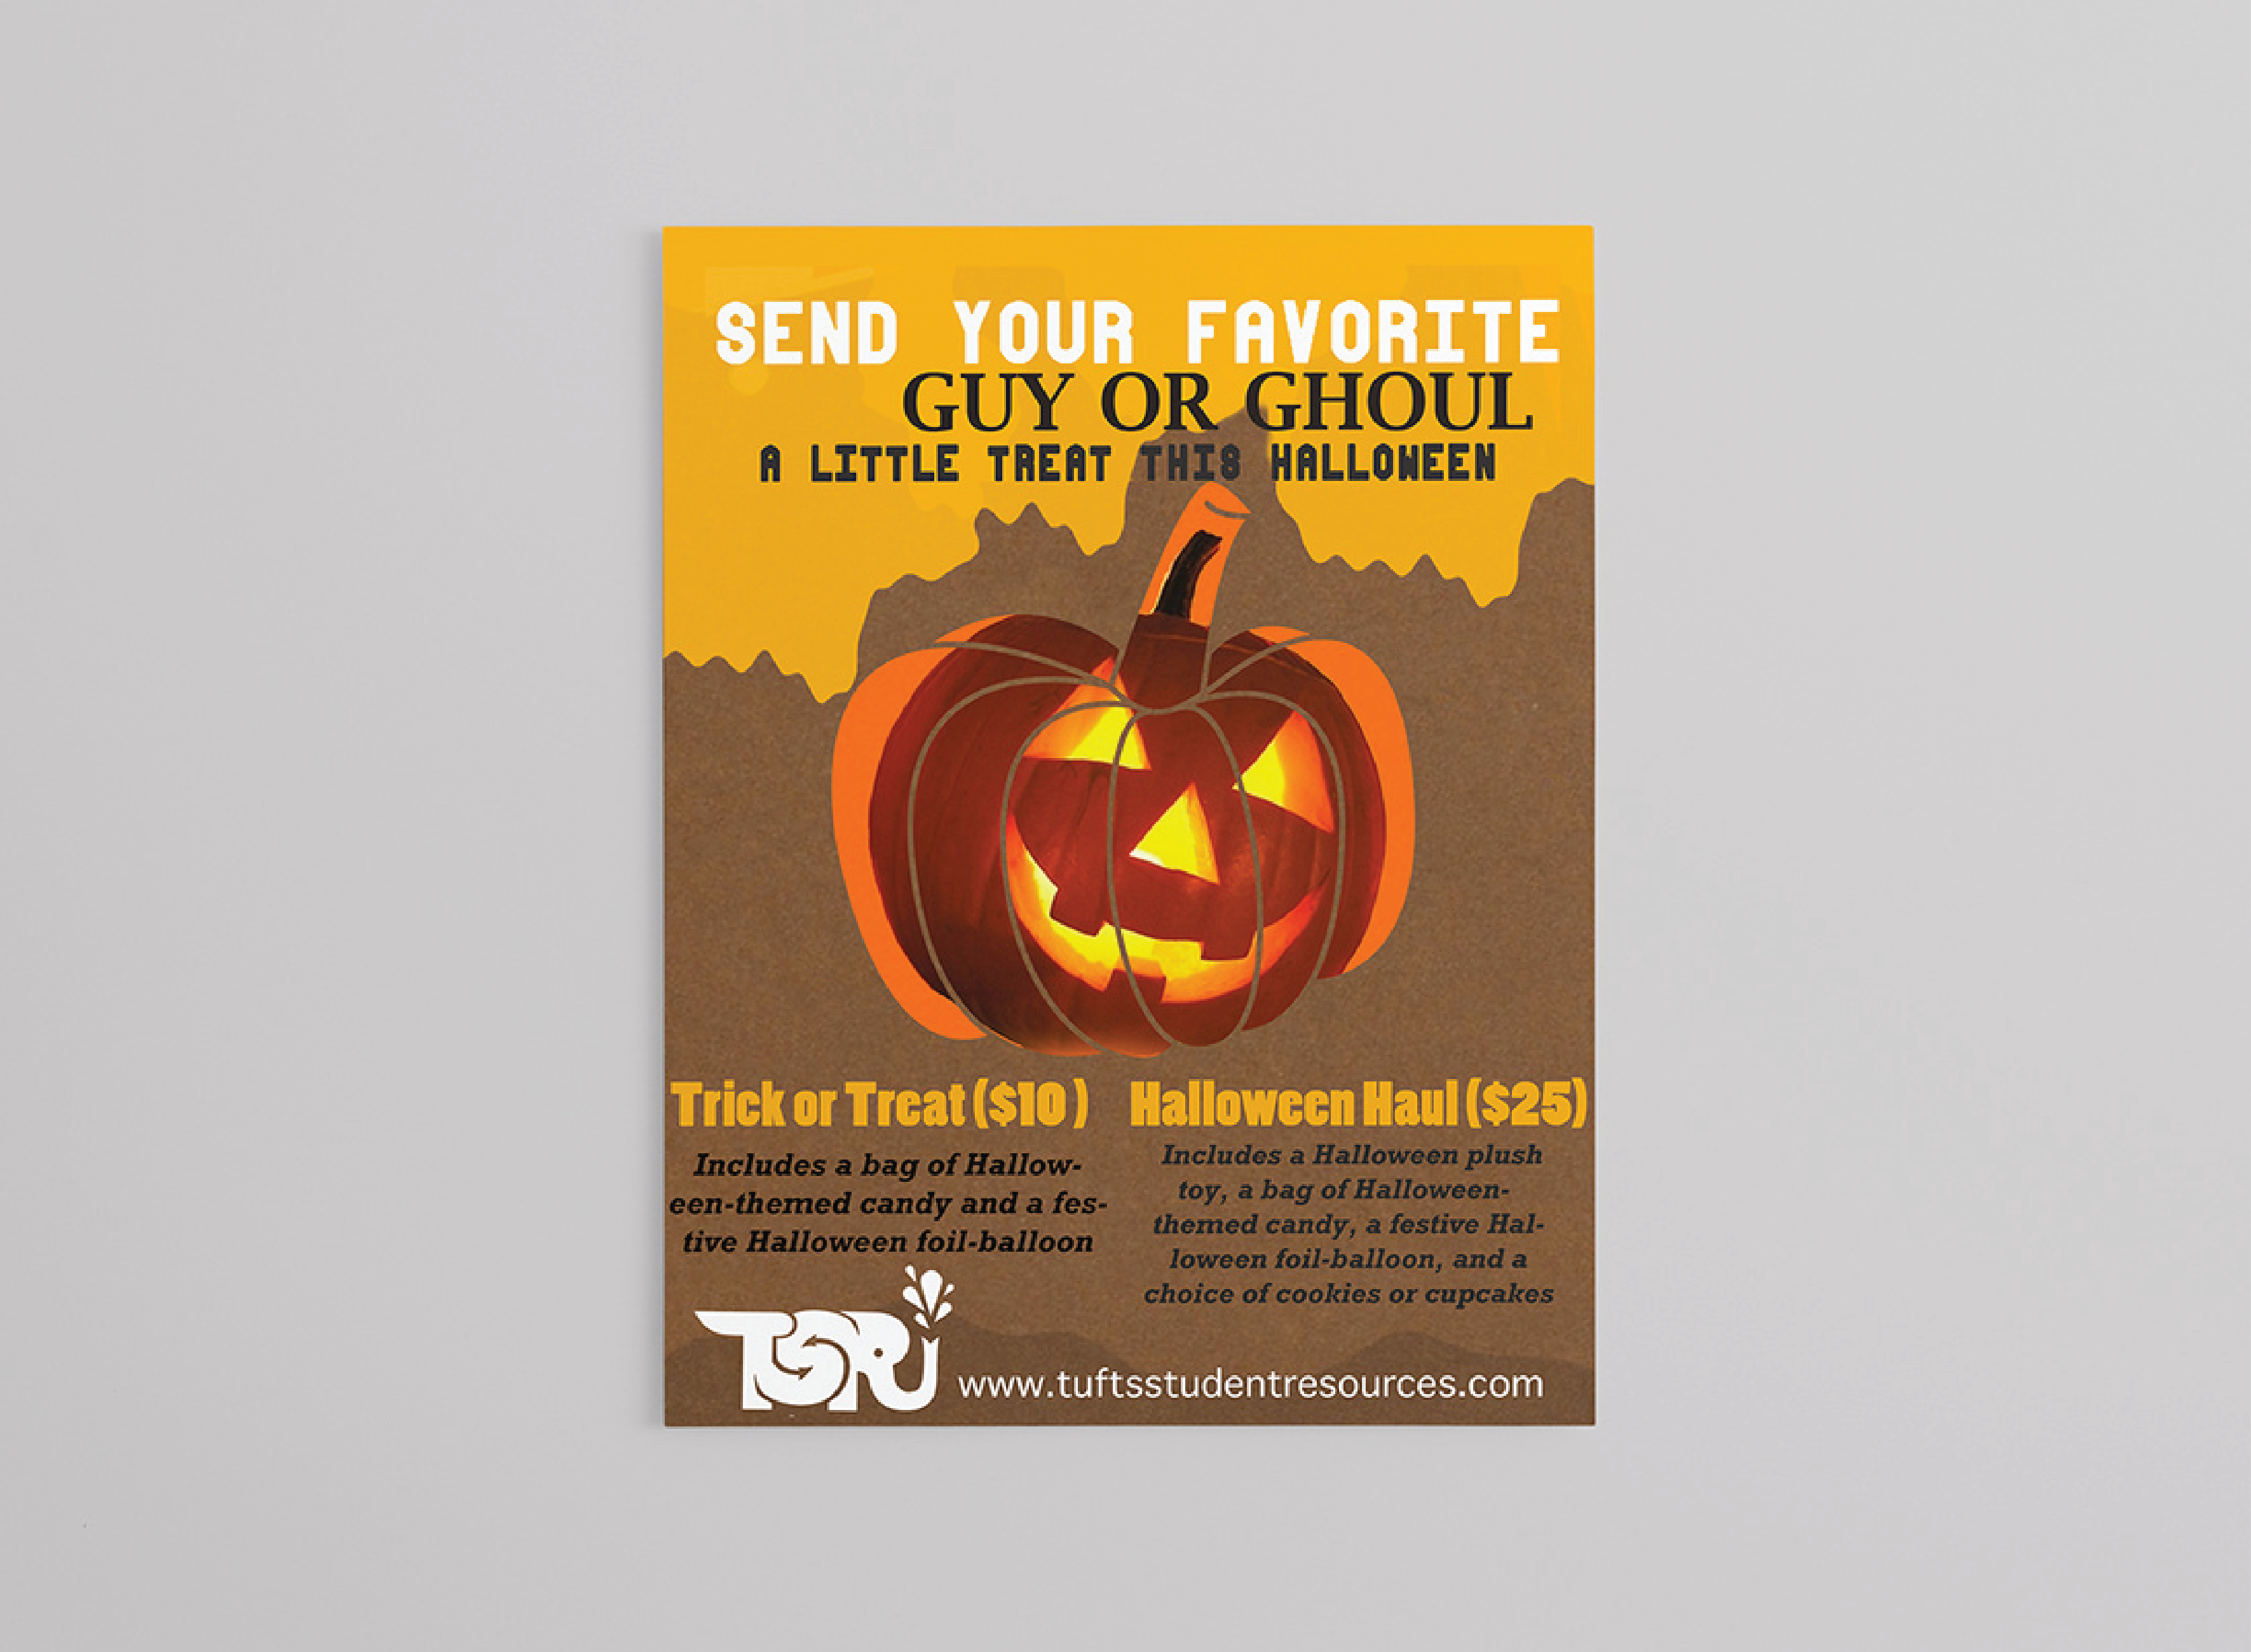 SEND YOUR FAVORITE
GUY OR GHOUL
A LITTLE TREAT THIS HALLOWEEN
Trick or Treat ($10 )
Includes a bag of Hallow-
een-themed candy and a fes-
tive Halloween foil-balloon
Halloween Haul ($25)
Includes a Halloween plush
toy, a bag of Halloween-
themed candy, a festive Hal-
loween foil-balloon, and a
choice of cookies or cupcakes
TSR
www.tuftsstudentresources.com